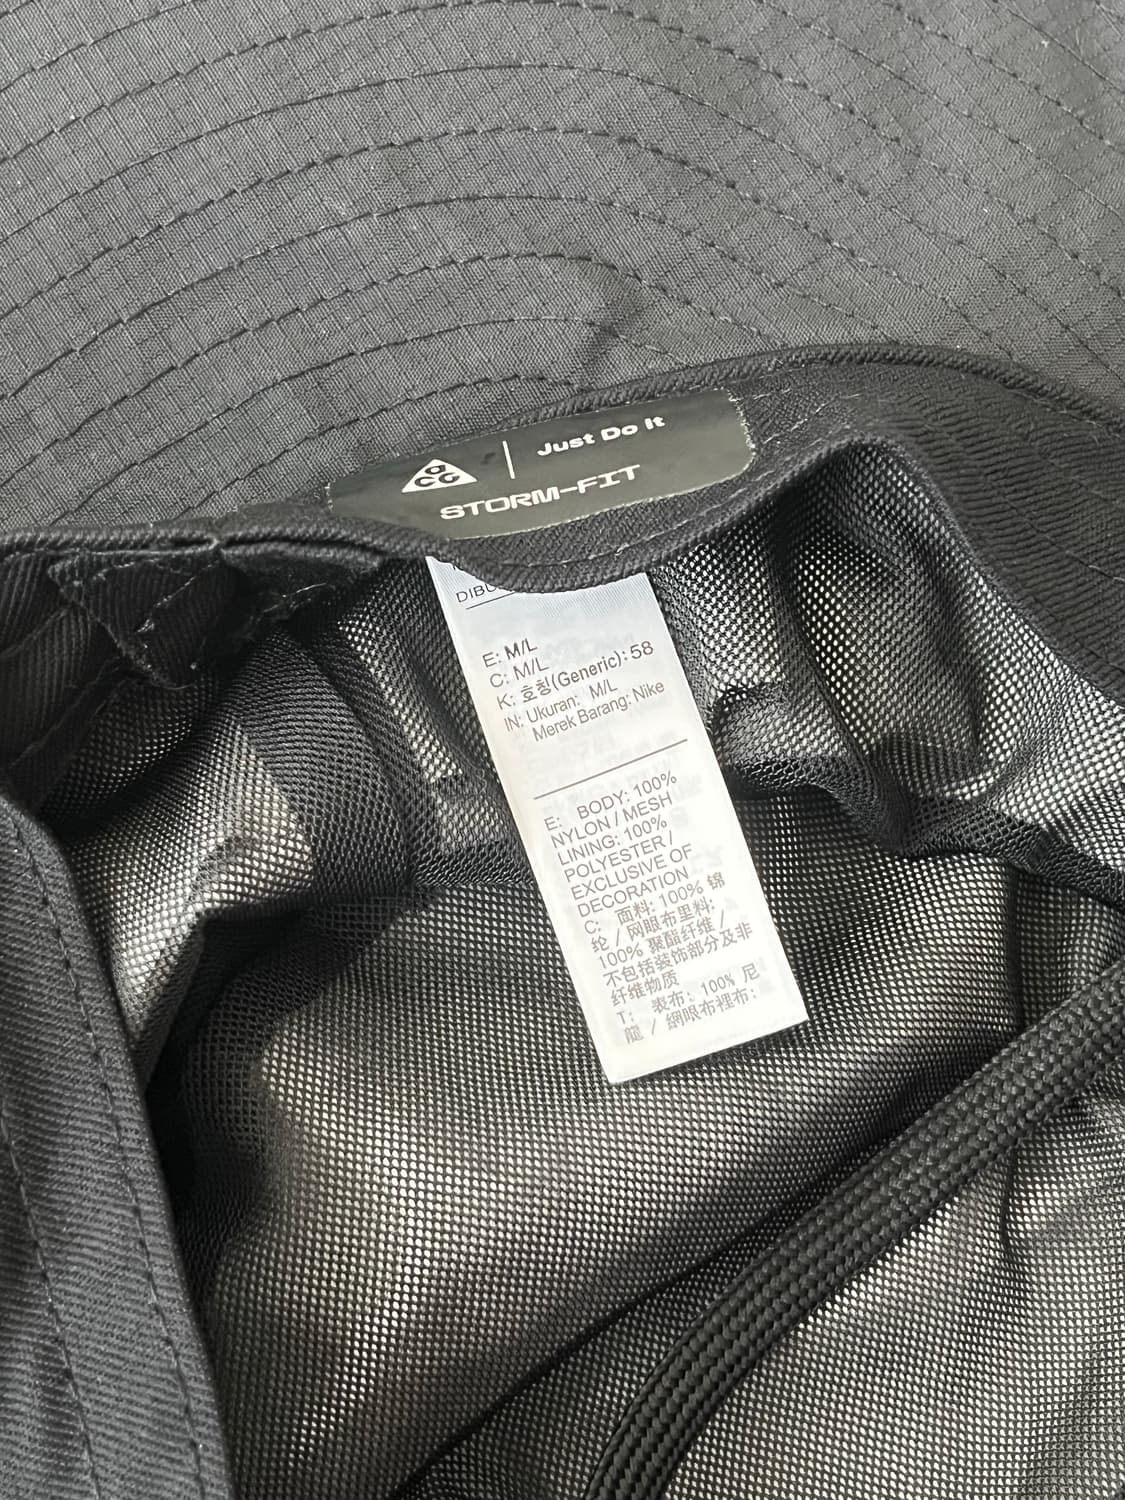 ACG
Just Do It
STORM-FIT
DIBU
E: M/L
C: M/L
K: 호칭(Generic): 58
IN: Ukuran: M/L
Merek Barang: Nike
E: BODY: 100%
NYLON / MESH
LINING: 100%
POLYESTER /
EXCLUSIVE OF
DECORATION
C: 面料: 100% 锦
纶 / 网眼布里料:
100% 聚酯纤维 /
不包括装饰部分及非
纤维物质
T: 表布: 100% 尼
龍 / 網眼布裡布: